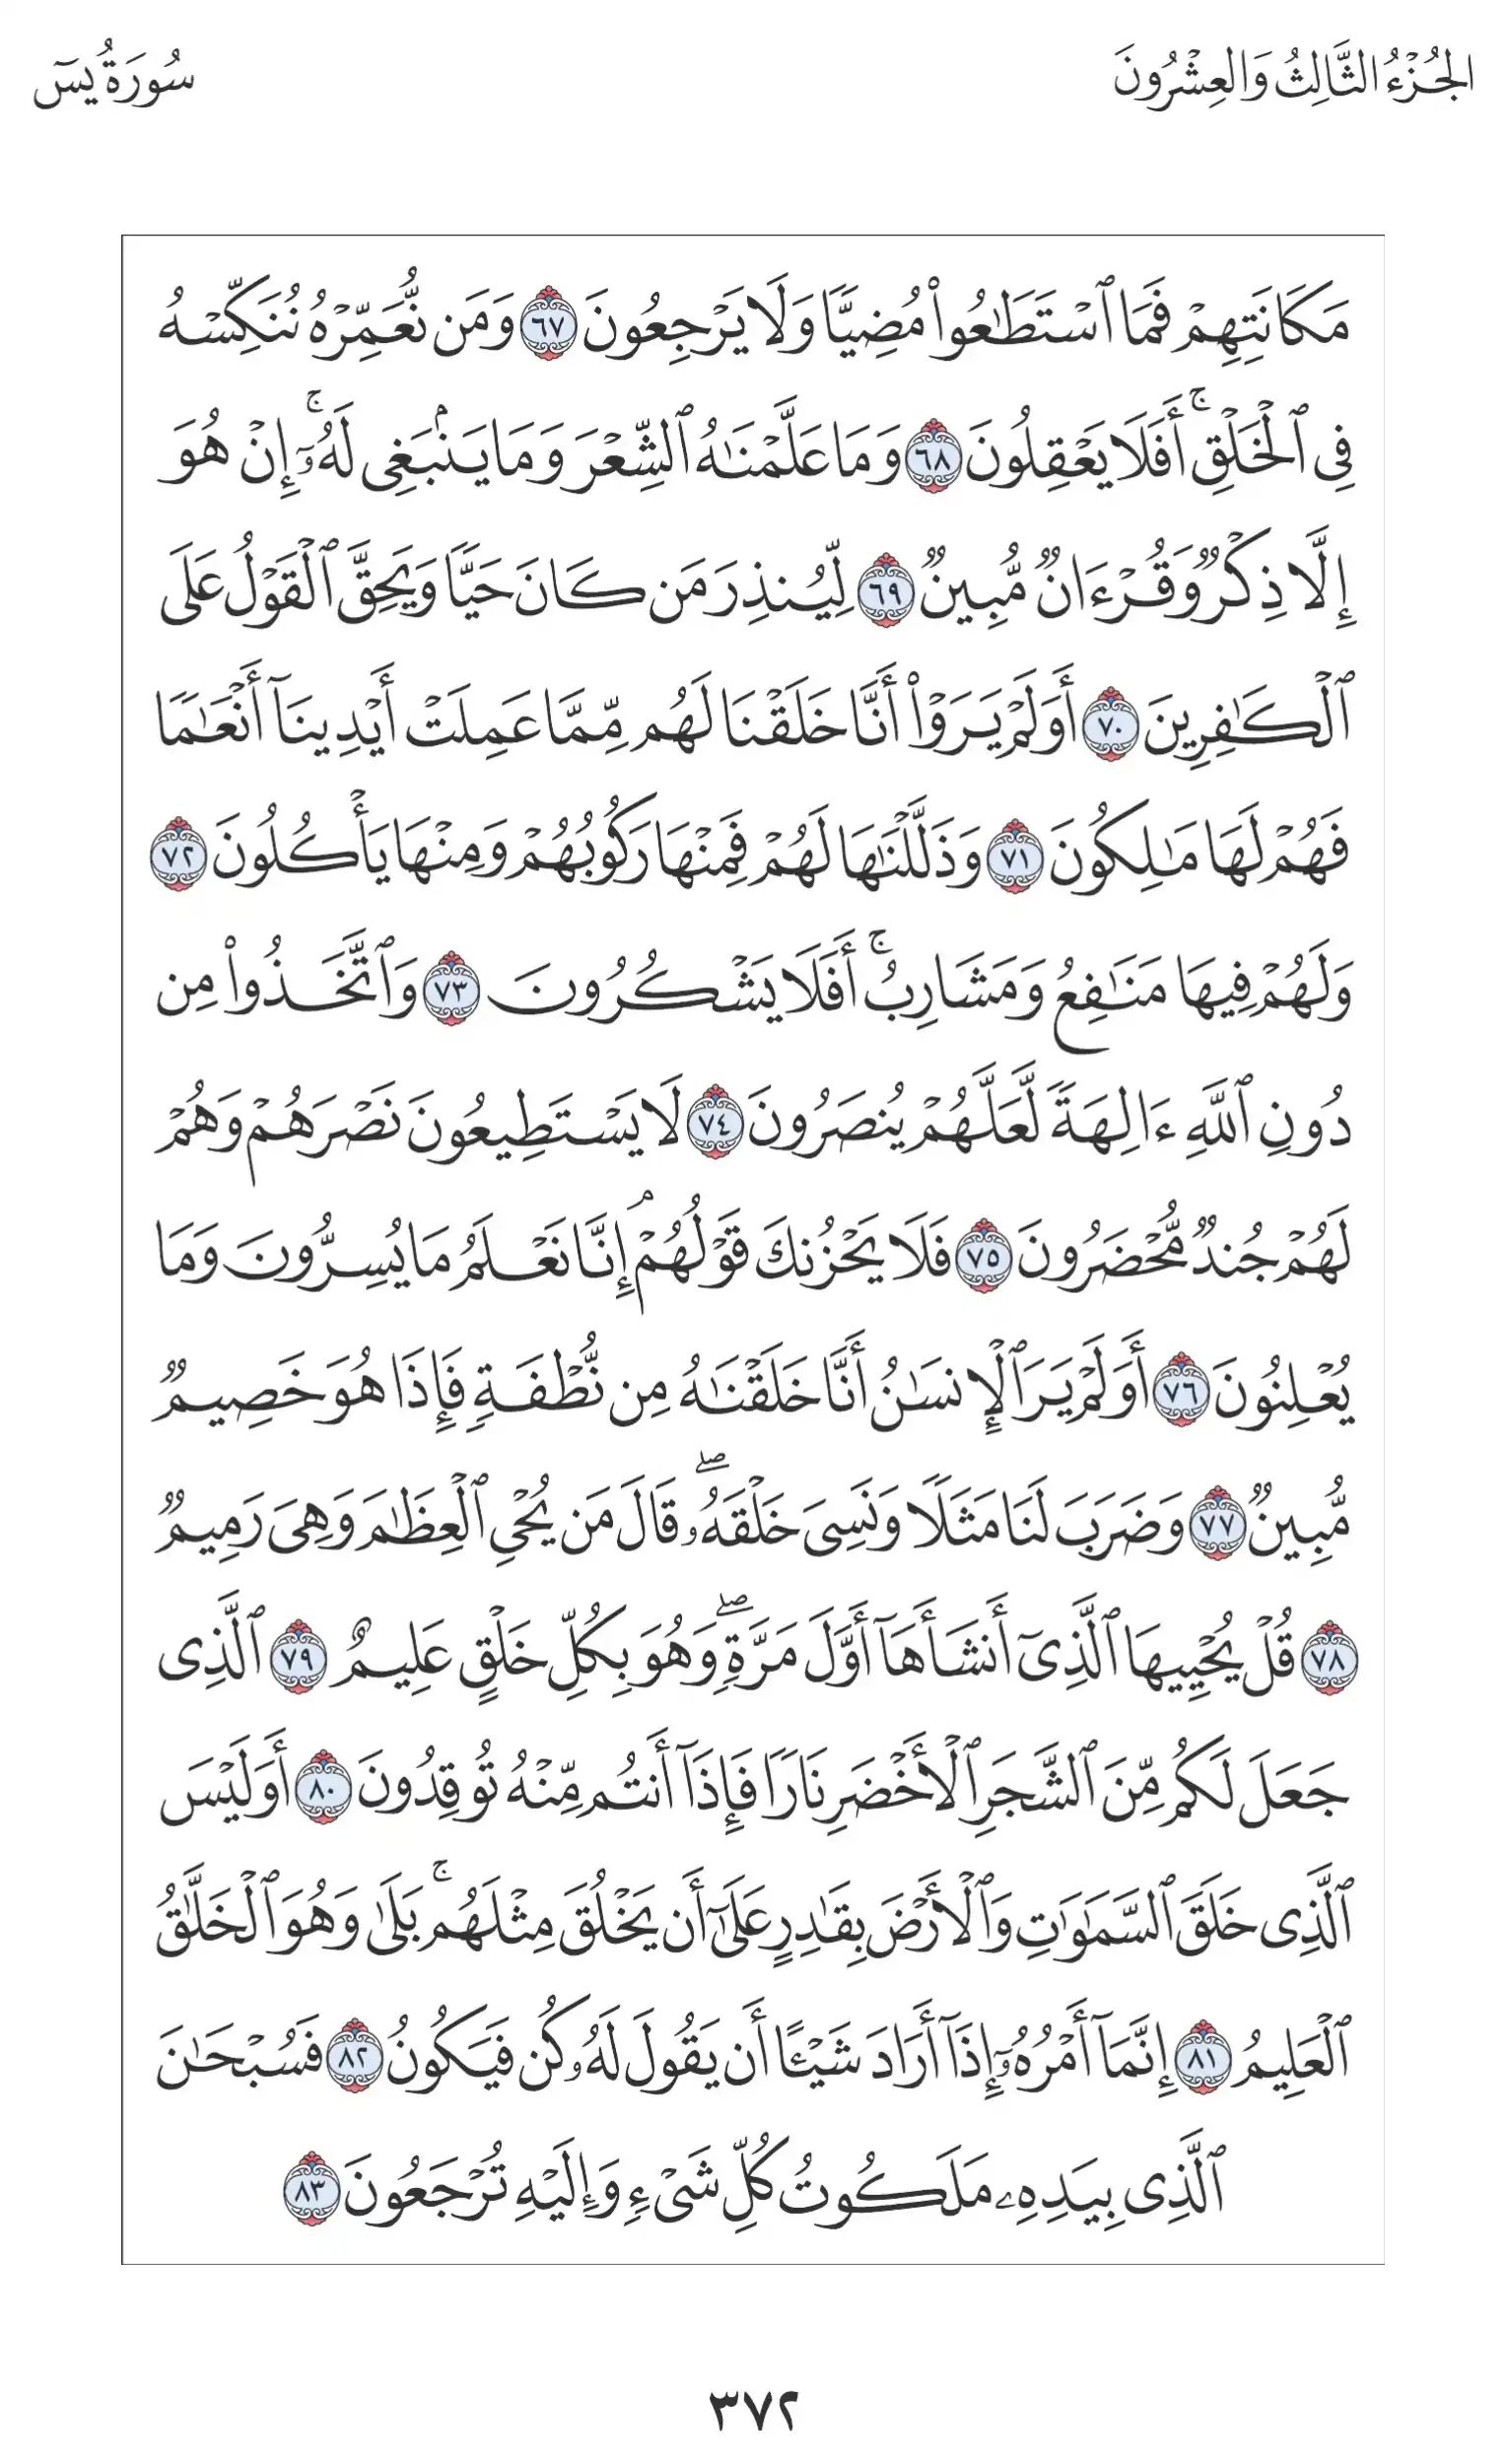 الجُزْءُ الثَّالِثُ وَالعِشْرُونَ
سُورَةُ يسٓ
مَكَانَتِهِمۡ فَمَا ٱسۡتَطَٰعُواْ مُضِيّٗا وَلَا يَرۡجِعُونَ ٦٧ وَمَن نُّعَمِّرۡهُ نُنَكِّسۡهُ
فِي ٱلۡخَلۡقِۚ أَفَلَا يَعۡقِلُونَ ٦٨ وَمَا عَلَّمۡنَٰهُ ٱلشِّعۡرَ وَمَا يَنۢبَغِي لَهُۥٓۚ إِنۡ هُوَ
إِلَّا ذِكۡرٞ وَقُرۡءَانٞ مُّبِينٞ ٦٩ لِّيُنذِرَ مَن كَانَ حَيّٗا وَيَحِقَّ ٱلۡقَوۡلُ عَلَى
ٱلۡكَٰفِرِينَ ٧٠ أَوَلَمۡ يَرَوۡاْ أَنَّا خَلَقۡنَا لَهُم مِّمَّا عَمِلَتۡ أَيۡدِينَآ أَنۡعَٰمٗا
فَهُمۡ لَهَا مَٰلِكُونَ ٧١ وَذَلَّلۡنَٰهَا لَهُمۡ فَمِنۡهَا رَكُوبُهُمۡ وَمِنۡهَا يَأۡكُلُونَ ٧٢
وَلَهُمۡ فِيهَا مَنَٰفِعُ وَمَشَارِبُۚ أَفَلَا يَشۡكُرُونَ ٧٣ وَٱتَّخَذُواْ مِن
دُونِ ٱللَّهِ ءَالِهَةٗ لَّعَلَّهُمۡ يُنصَرُونَ ٧٤ لَا يَسۡتَطِيعُونَ نَصۡرَهُمۡ وَهُمۡ
لَهُمۡ جُندٞ مُّحۡضَرُونَ ٧٥ فَلَا يَحۡزُنكَ قَوۡلُهُمۡۘ إِنَّا نَعۡلَمُ مَا يُسِرُّونَ وَمَا
يُعۡلِنُونَ ٧٦ أَوَلَمۡ يَرَ ٱلۡإِنسَٰنُ أَنَّا خَلَقۡنَٰهُ مِن نُّطۡفَةٖ فَإِذَا هُوَ خَصِيمٞ
مُّبِينٞ ٧٧ وَضَرَبَ لَنَا مَثَلٗا وَنَسِيَ خَلۡقَهُۥۖ قَالَ مَن يُحۡيِ ٱلۡعِظَٰمَ وَهِيَ رَمِيمٞ
٧٨ قُلۡ يُحۡيِيهَا ٱلَّذِيٓ أَنشَأَهَآ أَوَّلَ مَرَّةٖۖ وَهُوَ بِكُلِّ خَلۡقٍ عَلِيمٌ ٧٩ ٱلَّذِي
جَعَلَ لَكُم مِّنَ ٱلشَّجَرِ ٱلۡأَخۡضَرِ نَارٗا فَإِذَآ أَنتُم مِّنۡهُ تُوقِدُونَ ٨٠ أَوَلَيۡسَ
ٱلَّذِي خَلَقَ ٱلسَّمَٰوَٰتِ وَٱلۡأَرۡضَ بِقَٰدِرٍ عَلَىٰٓ أَن يَخۡلُقَ مِثۡلَهُمۚ بَلَىٰ وَهُوَ ٱلۡخَلَّٰقُ
ٱلۡعَلِيمُ ٨١ إِنَّمَآ أَمۡرُهُۥٓ إِذَآ أَرَادَ شَيۡـًٔا أَن يَقُولَ لَهُۥ كُن فَيَكُونُ ٨٢ فَسُبۡحَٰنَ
ٱلَّذِي بِيَدِهِۦ مَلَكُوتُ كُلِّ شَيۡءٖ وَإِلَيۡهِ تُرۡجَعُونَ ٨٣
٣٧٢